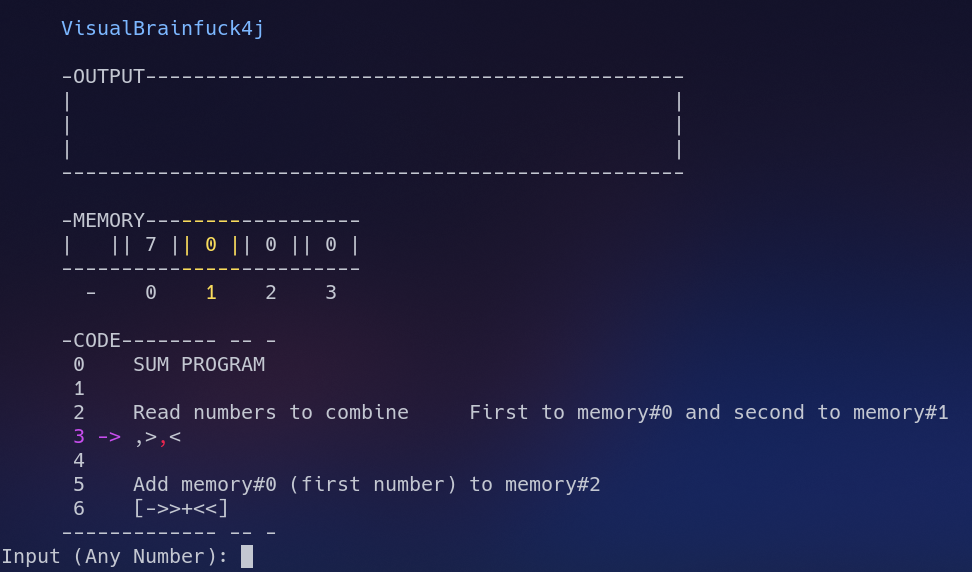 VisualBrainfuck4j
-OUTPUT---------------------------------------------
|                                                  |
|                                                  |
|                                                  |
----------------------------------------------------
-MEMORY------------------
|   || 7 || 0 || 0 || 0 |
-------------------------
  -    0    1    2    3
-CODE-------- -- -
0    SUM PROGRAM
1
2    Read numbers to combine     First to memory#0 and second to memory#1
3 -> ,>,<
4
5    Add memory#0 (first number) to memory#2
6    [->>+<<]
------------- -- -
Input (Any Number):